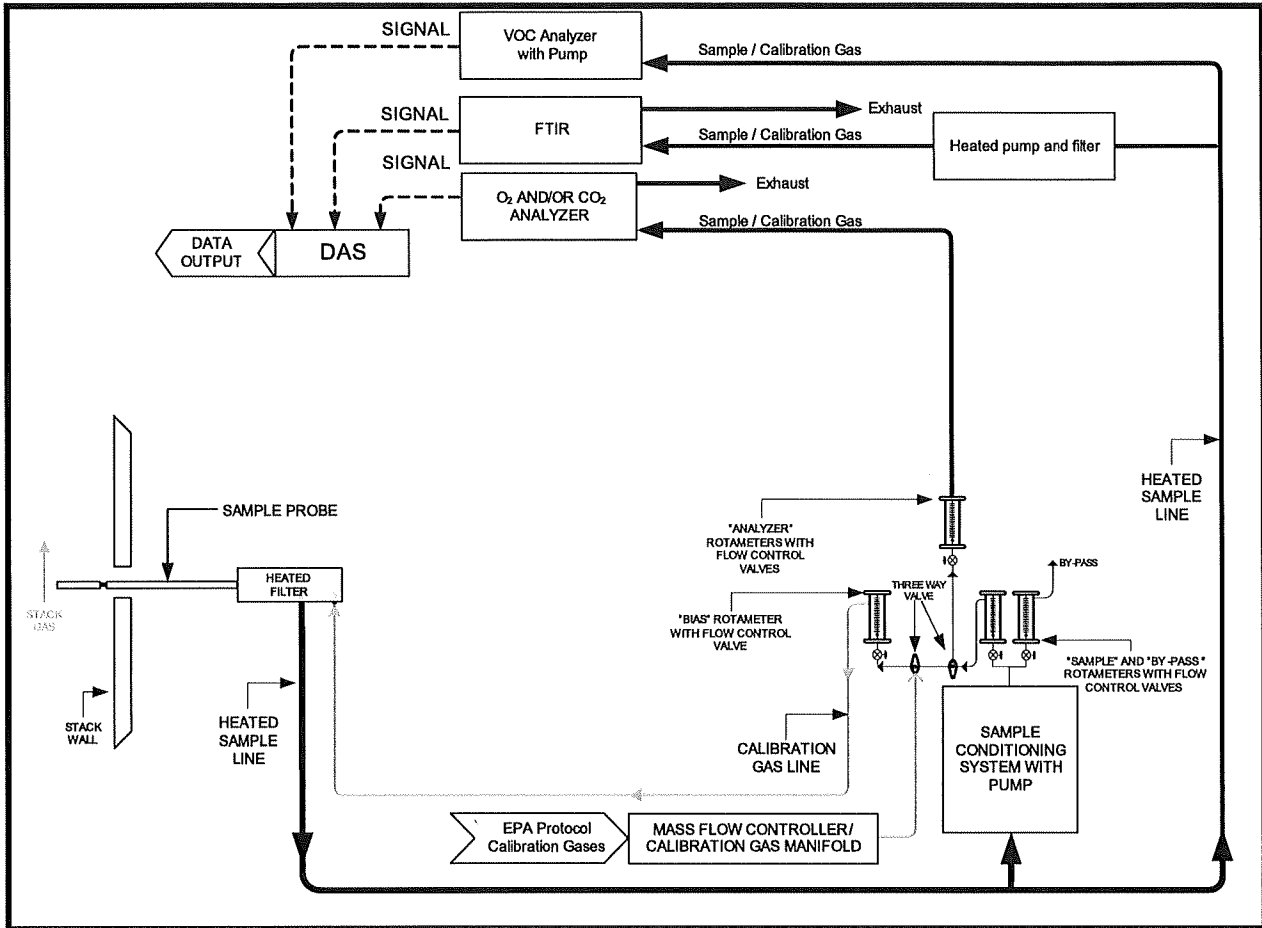 SIGNAL
VOC Analyzer
with Pump
Sample / Calibration Gas
SIGNAL
FTIR
Exhaust
Sample / Calibration Gas
Heated pump and filter
SIGNAL
O₂ AND/OR CO₂
ANALYZER
Exhaust
Sample / Calibration Gas
DATA
OUTPUT
DAS
HEATED
SAMPLE
LINE
SAMPLE PROBE
"ANALYZER"
ROTAMETERS WITH
FLOW CONTROL
VALVES
HEATED
FILTER
STACK
GAS
BY-PASS
THREE WAY
VALVE
"BIAS" ROTAMETER
WITH FLOW CONTROL
VALVE
"SAMPLE" AND "BY-PASS"
ROTAMETERS WITH FLOW
CONTROL VALVES
STACK
WALL
HEATED
SAMPLE
LINE
CALIBRATION
GAS LINE
SAMPLE
CONDITIONING
SYSTEM WITH
PUMP
EPA Protocol
Calibration Gases
MASS FLOW CONTROLLER/
CALIBRATION GAS MANIFOLD